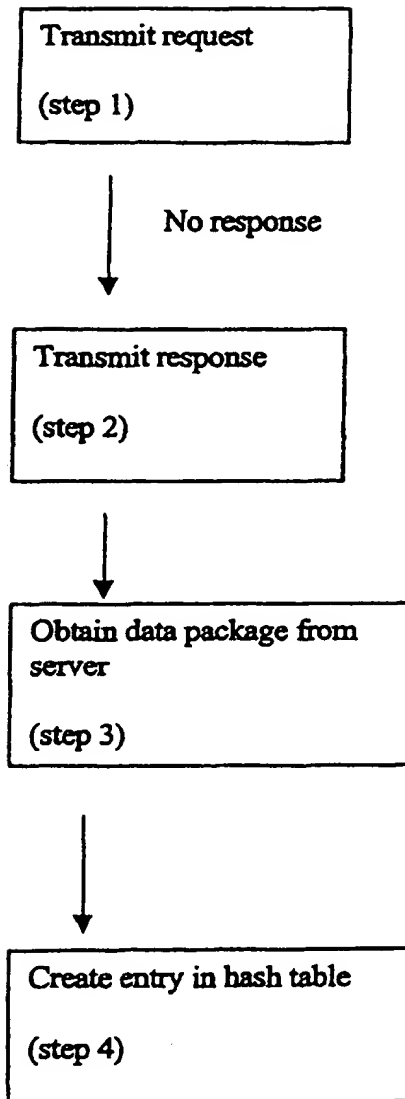 Transmit request
(step 1)
No response
Transmit response
(step 2)
Obtain data package from
server
(step 3)
Create entry in hash table
(step 4)